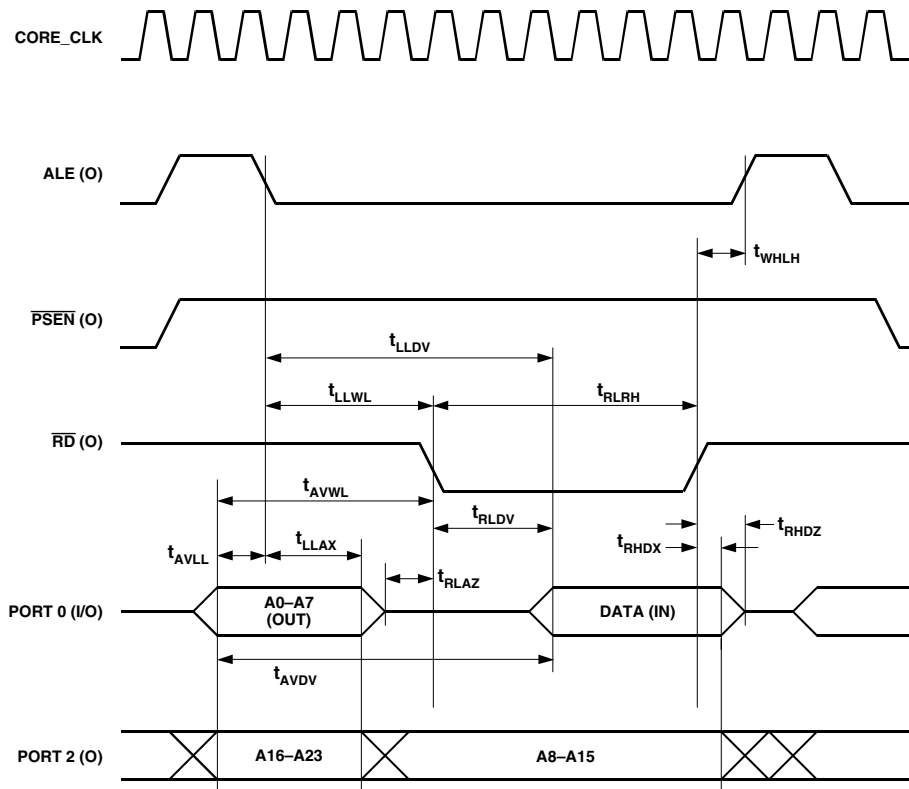 CORE_CLK
ALE (O)
tWHLH
PSEN (O)
tLLDV
tLLWL
tRLRH
RD (O)
tAVWL
tRLDV
tRHDZ
tAVLL
tLLAX
tRHDX
tRLAZ
PORT 0 (I/O)
A0–A7
(OUT)
DATA (IN)
tAVDV
PORT 2 (O)
A16–A23
A8–A15